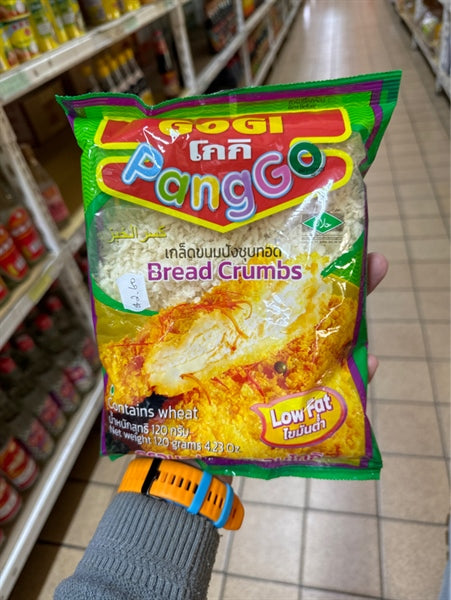 GOGI
โกกิ
PangGo
เกล็ดขนมปังชุบทอด
Bread Crumbs
$2.60
contains wheat
น้ำหนักสุทธิ 120 กรัม
Net weight 120 grams 4.23 Oz.
Low Fat
ไขมันต่ำ